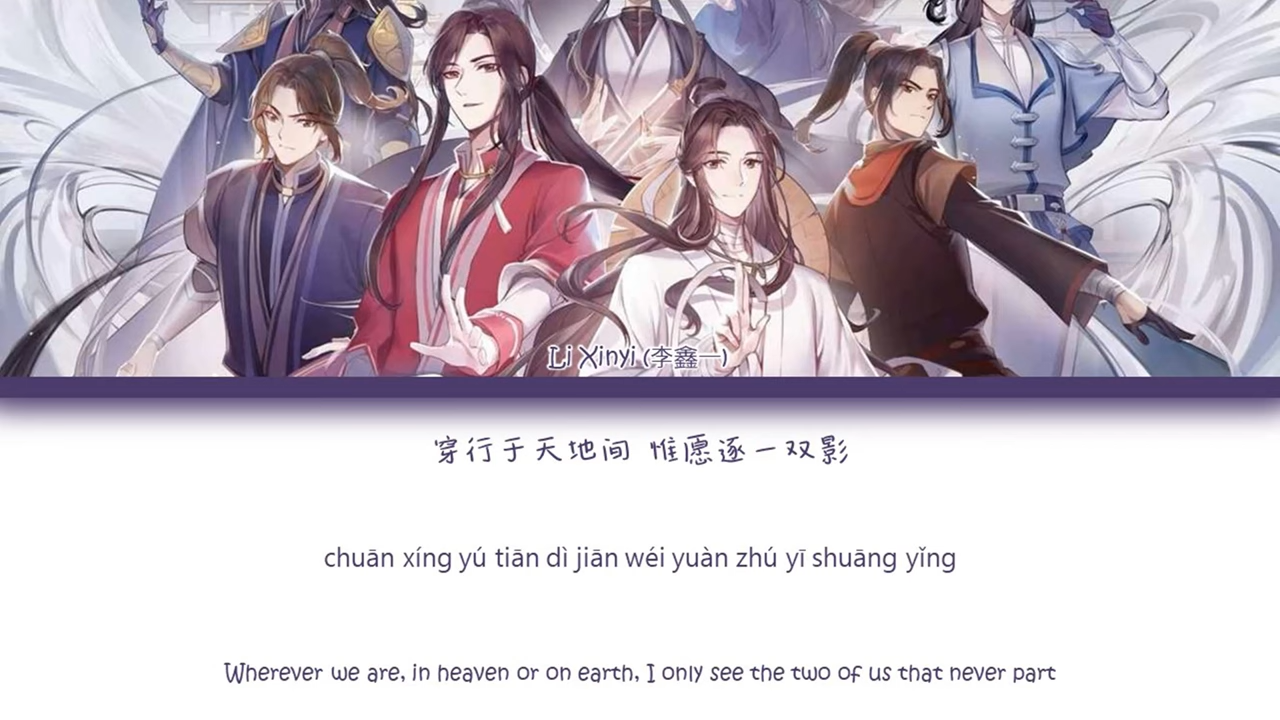 Li Xinyi (李鑫一)
穿行于天地间 惟愿逐一双影
chuān xíng yú tiān dì jiān wéi yuàn zhú yī shuāng yǐng
Wherever we are, in heaven or on earth, I only see the two of us that never part